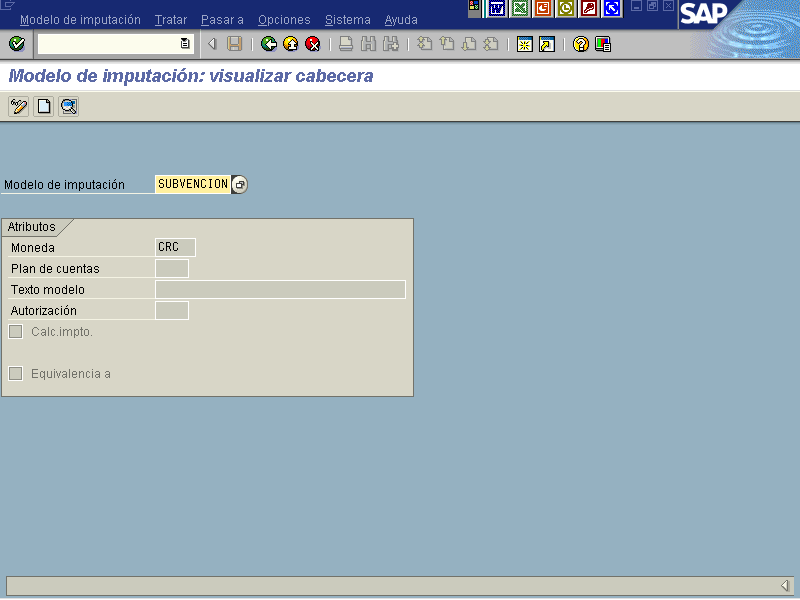 Modelo de imputación Tratar Pasar a Opciones Sistema Ayuda
SAP
Modelo de imputación: visualizar cabecera
Modelo de imputación SUBVENCION
Atributos
Moneda CRC
Plan de cuentas
Texto modelo
Autorización
Calc.impto.
Equivalencia a